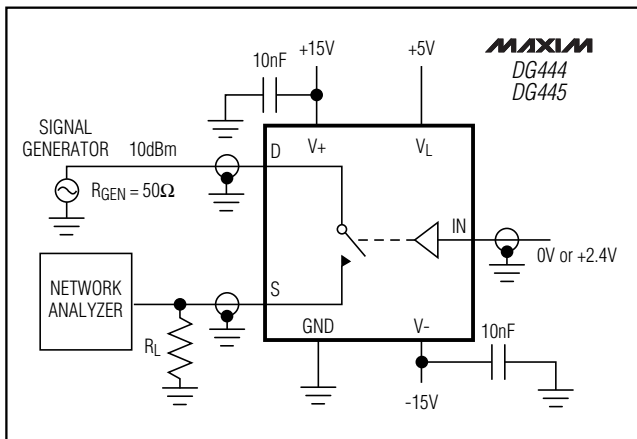 +15V
+5V
MAXIM
10nF
DG444
DG445
SIGNAL
GENERATOR
10dBm
D
V+
VL
RGEN = 50Ω
IN
0V or +2.4V
NETWORK
ANALYZER
S
RL
GND
V-
10nF
-15V